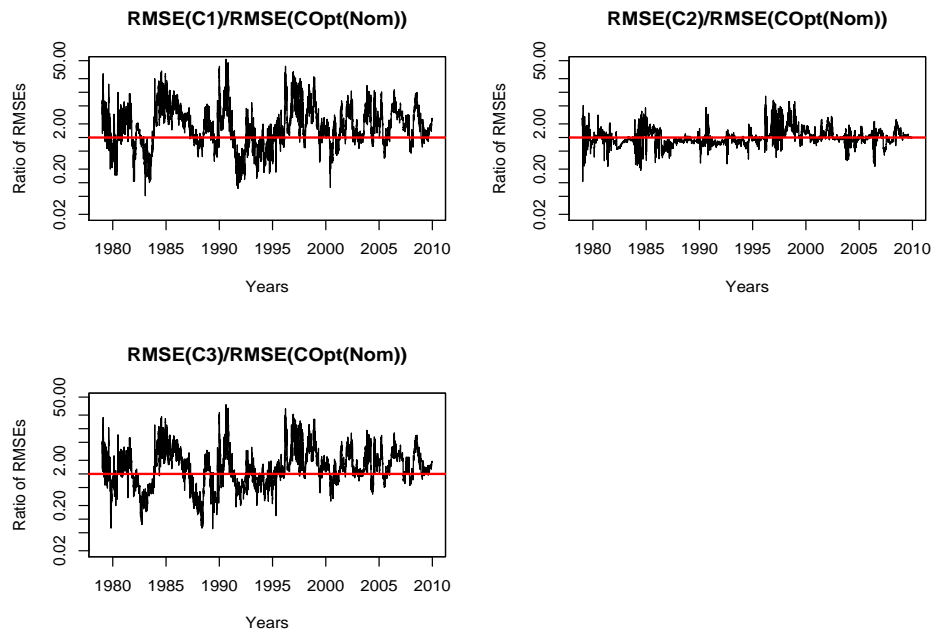 RMSE(C1)/RMSE(COpt(Nom))
Ratio of RMSEs
50.00
2.00
0.20
0.02
1980 1985 1990 1995 2000 2005 2010
Years
RMSE(C2)/RMSE(COpt(Nom))
Ratio of RMSEs
50.00
2.00
0.20
0.02
1980 1985 1990 1995 2000 2005 2010
Years
RMSE(C3)/RMSE(COpt(Nom))
Ratio of RMSEs
50.00
2.00
0.20
0.02
1980 1985 1990 1995 2000 2005 2010
Years